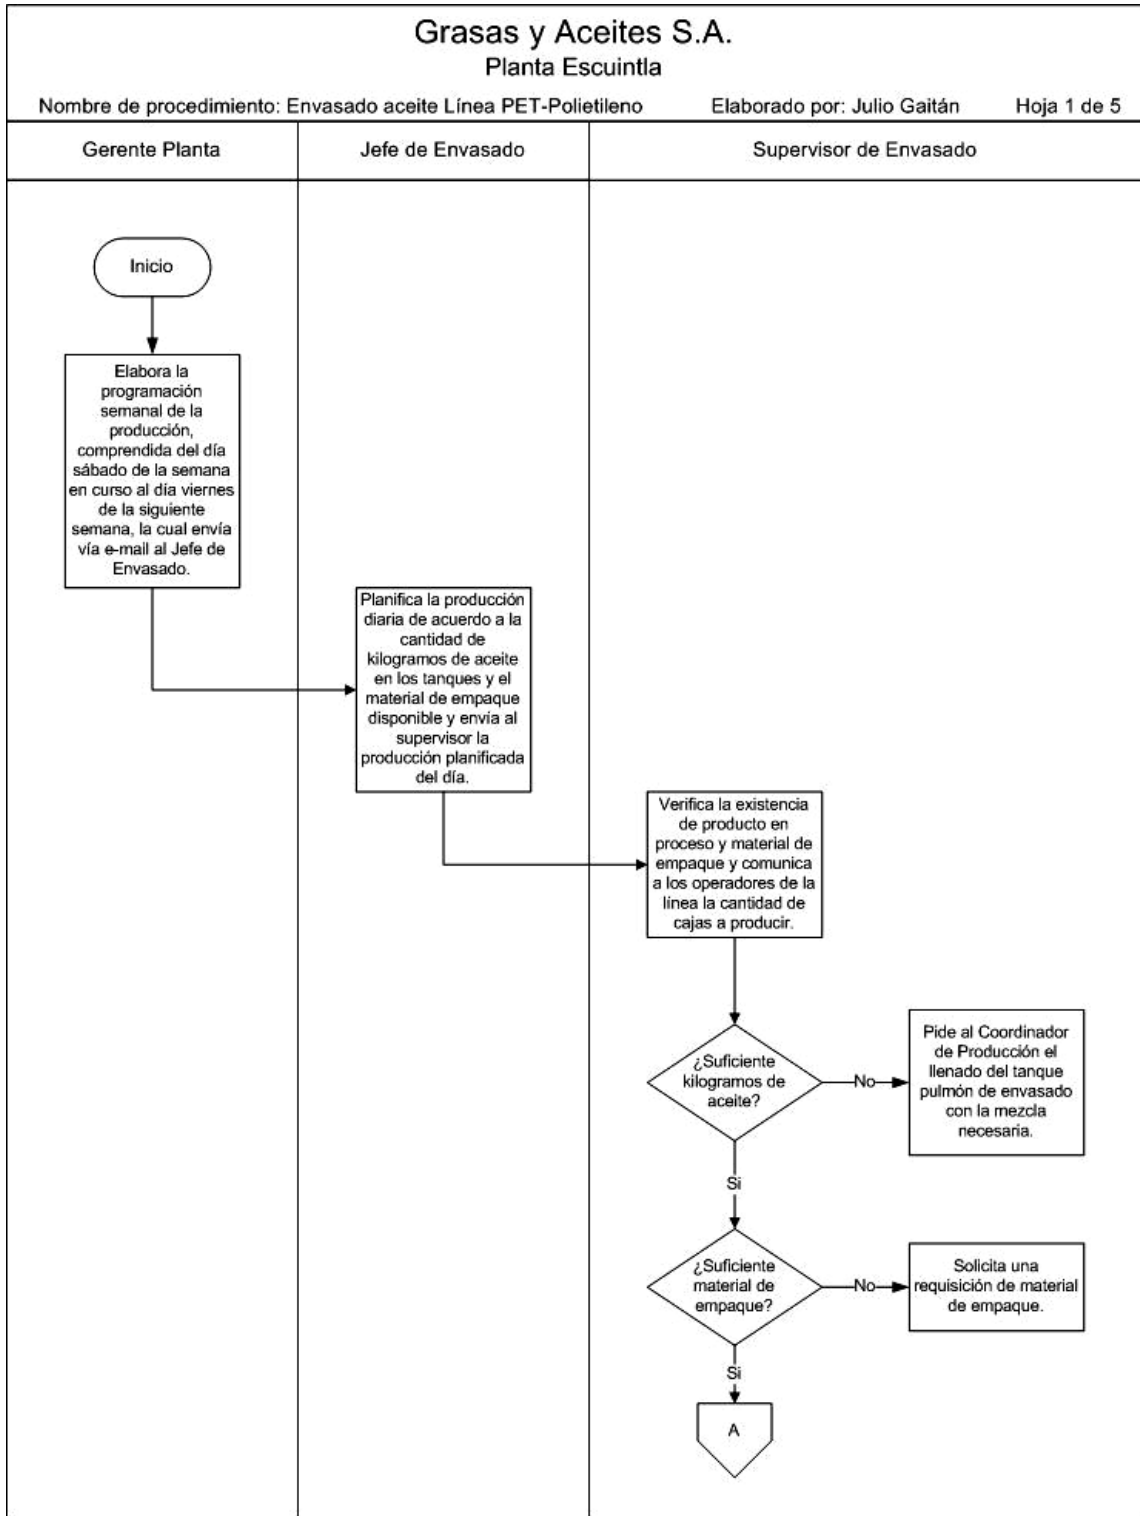 Grasas y Aceites S.A.
Planta Escuintla
Nombre de procedimiento: Envasado aceite Línea PET-Polietileno Elaborado por: Julio Gaitán Hoja 1 de 5
Gerente Planta Jefe de Envasado Supervisor de Envasado
Inicio
Elabora la
programación
semanal de la
producción,
comprendida del día
sábado de la semana
en curso al día viernes
de la siguiente
semana, la cual envía
vía e-mail al Jefe de
Envasado.
Planifica la producción
diaria de acuerdo a la
cantidad de
kilogramos de aceite
en los tanques y el
material de empaque
disponible y envía al
supervisor la
producción planificada
del día.
Verifica la existencia
de producto en
proceso y material de
empaque y comunica
a los operadores de la
línea la cantidad de
cajas a producir.
¿Suficiente
kilogramos de
aceite?
No
Pide al Coordinador
de Producción el
llenado del tanque
pulmón de envasado
con la mezcla
necesaria.
Si
¿Suficiente
material de
empaque?
No
Solicita una
requisición de material
de empaque.
Si
A